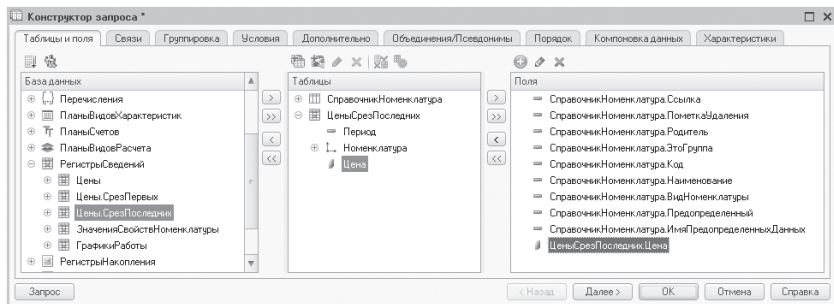 Конструктор запроса *
Таблицы и поля
Связи
Группировка
Условия
Дополнительно
Объединения/Псевдонимы
Порядок
Компоновка данных
Характеристики
База данных
Перечисления
ПланыВидовХарактеристик
ПланыСчетов
ПланыВидовРасчета
РегистрыСведений
Цены
Цены.СрезПервых
Цены.СрезПоследних
ЗначенияСвойствНоменклатуры
ГрафикиРаботы
РегистрыНакопления
>
>>
<
<<
Таблицы
СправочникНоменклатура
ЦеныСрезПоследних
Период
Номенклатура
Цена
>
>>
<
<<
Поля
СправочникНоменклатура.Ссылка
СправочникНоменклатура.ПометкаУдаления
СправочникНоменклатура.Родитель
СправочникНоменклатура.ЭтоГруппа
СправочникНоменклатура.Код
СправочникНоменклатура.Наименование
СправочникНоменклатура.ВидНоменклатуры
СправочникНоменклатура.Предопределенный
СправочникНоменклатура.ИмяПредопределенныхДанных
ЦеныСрезПоследних.Цена
Запрос
< Назад
Далее >
OK
Отмена
Справка